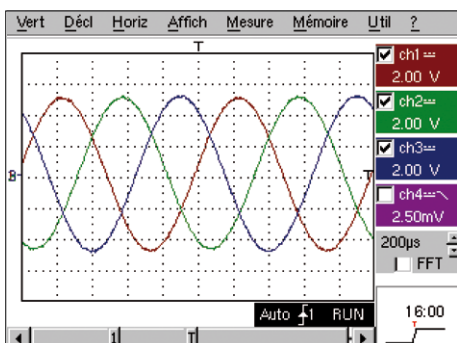 Vert Décl Horiz Affich Mesure Mémoire Util ?
T
ch1
2.00 V
ch2
2.00 V
B
ch3
2.00 V
T
ch4
2.50mV
200µs
FFT
Auto 1 RUN
16:00
T
1 T